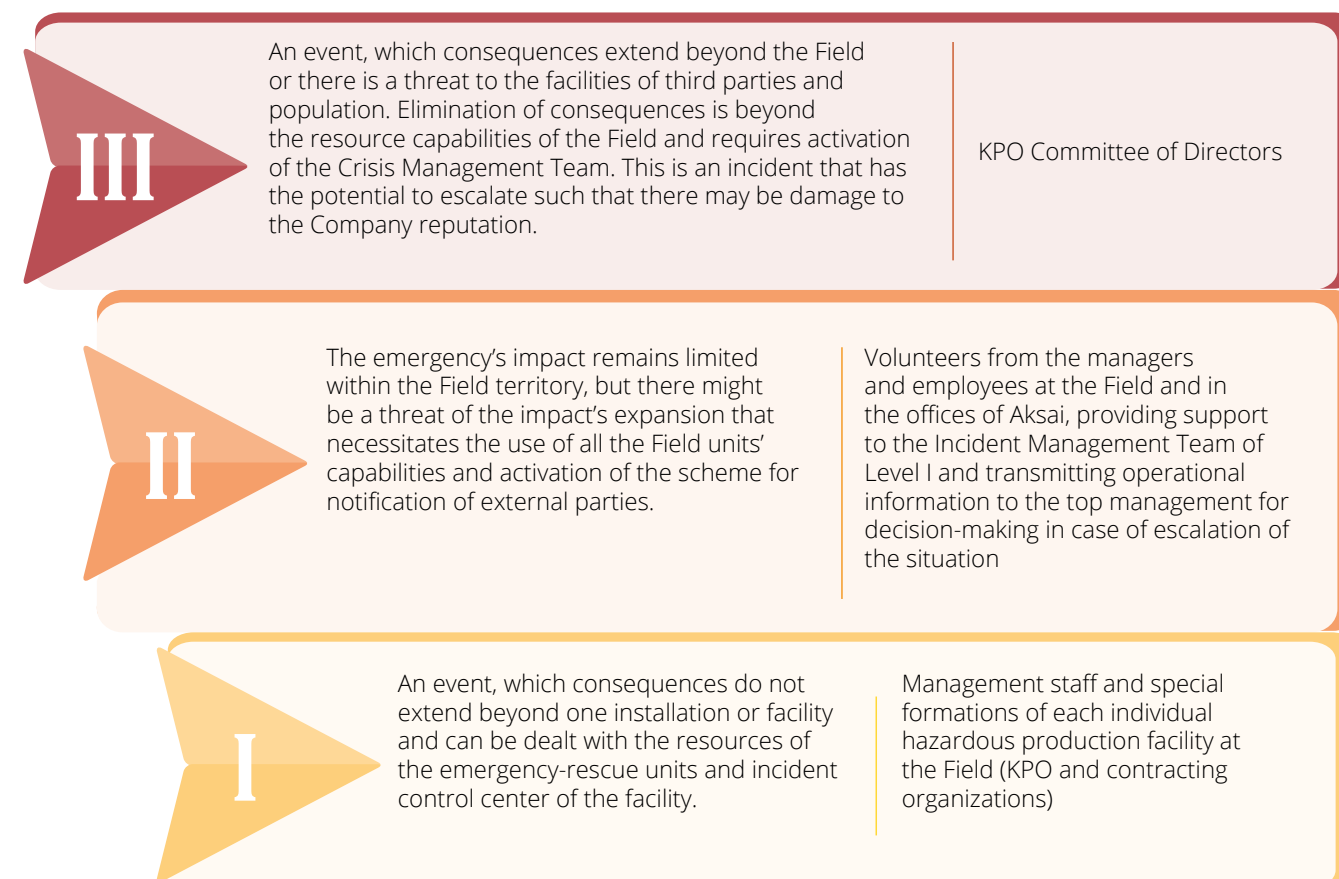 III
An event, which consequences extend beyond the Field
or there is a threat to the facilities of third parties and
population. Elimination of consequences is beyond
the resource capabilities of the Field and requires activation
of the Crisis Management Team. This is an incident that has
the potential to escalate such that there may be damage to
the Company reputation.
KPO Committee of Directors
II
The emergency’s impact remains limited
within the Field territory, but there might
be a threat of the impact’s expansion that
necessitates the use of all the Field units’
capabilities and activation of the scheme for
notification of external parties.
Volunteers from the managers
and employees at the Field and in
the offices of Aksai, providing support
to the Incident Management Team of
Level I and transmitting operational
information to the top management for
decision-making in case of escalation of
the situation
I
An event, which consequences do not
extend beyond one installation or facility
and can be dealt with the resources of
the emergency-rescue units and incident
control center of the facility.
Management staff and special
formations of each individual
hazardous production facility at
the Field (KPO and contracting
organizations)